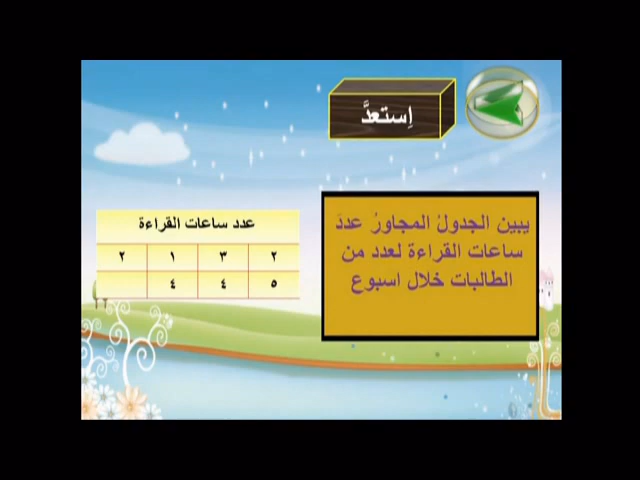 إستعدَّ
يبين الجدولُ المجاورُ عددَ
ساعات القراءة لعدد من
الطالبات خلال اسبوع
عدد ساعات القراءة
٢ ٣ ١ ٢
٥ ٤ ٤